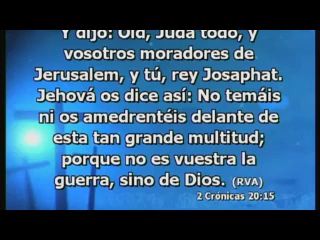 Y dijo: Oíd, Judá todo, y
vosotros moradores de
Jerusalem, y tú, rey Josaphat.
Jehová os dice así: No temáis
ni os amedrentéis delante de
esta tan grande multitud;
porque no es vuestra la
guerra, sino de Dios. (RVA)
2 Crónicas 20:15